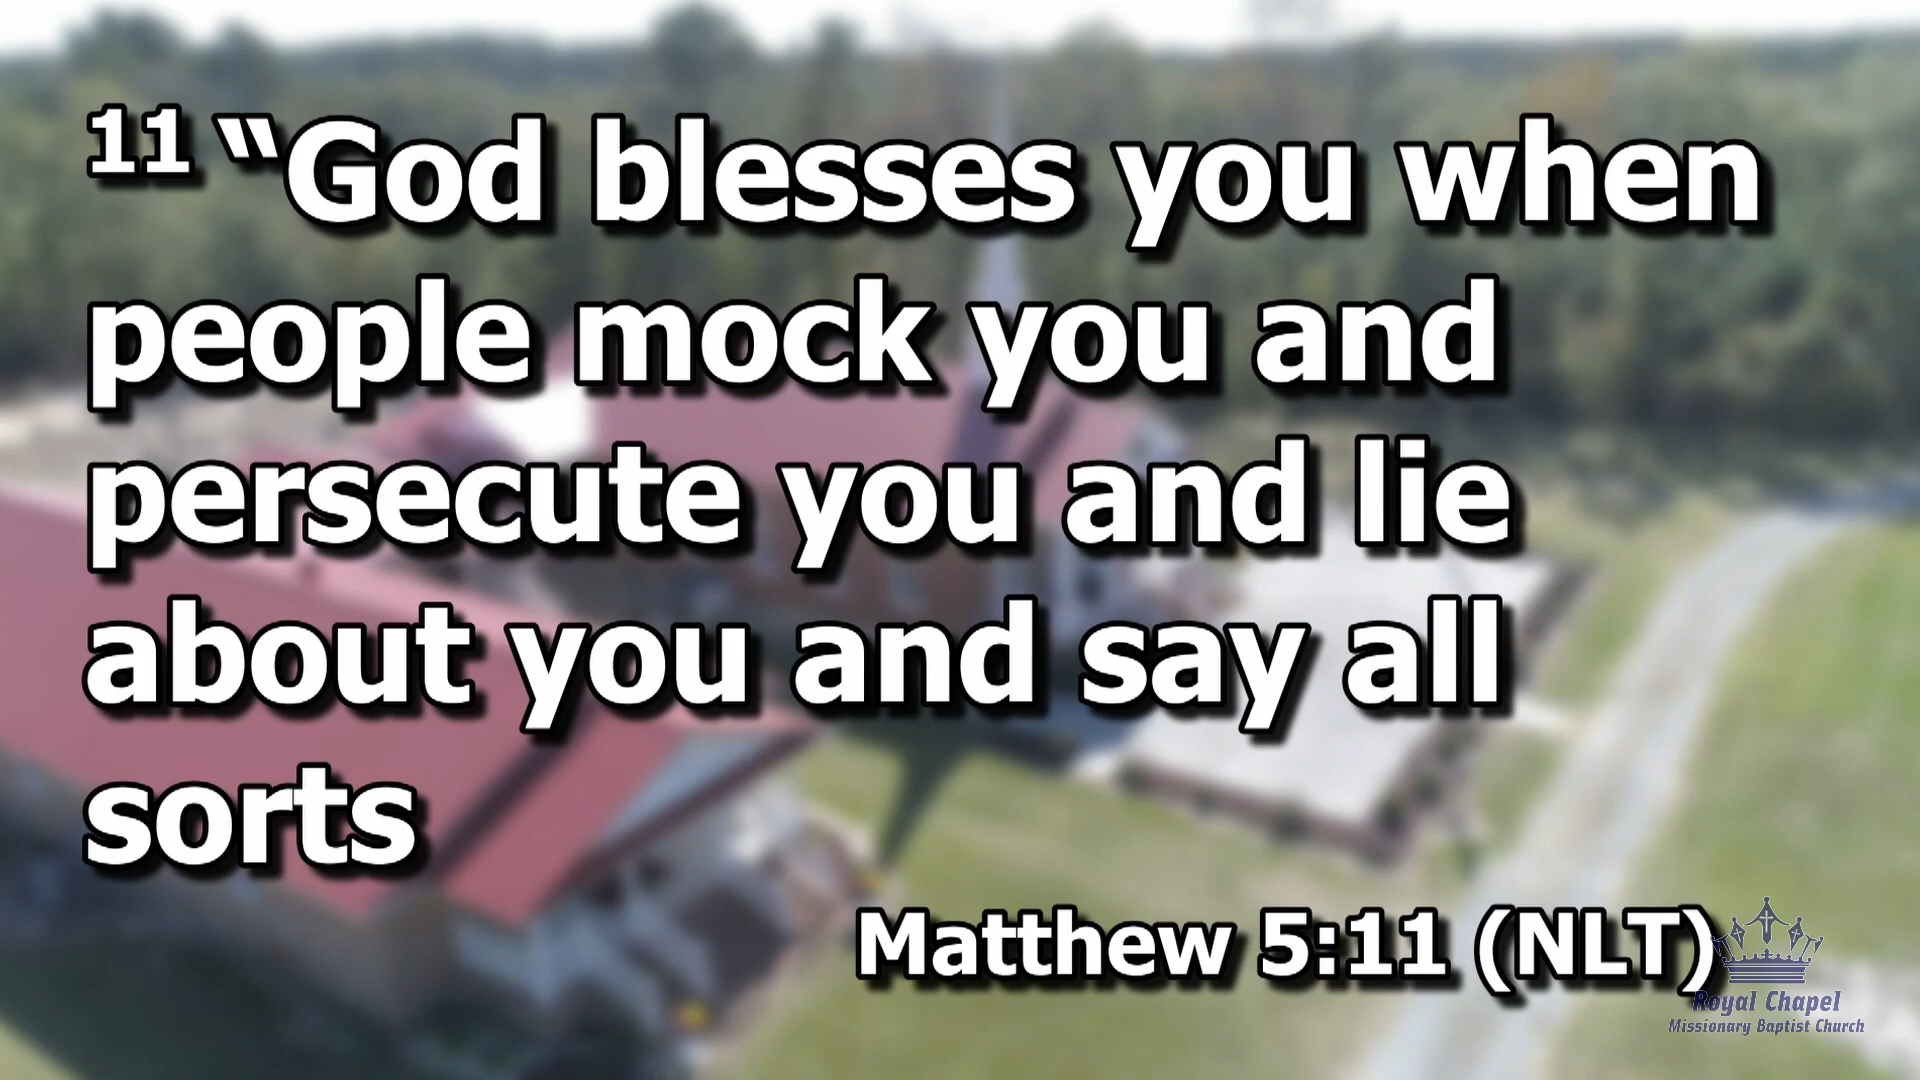 11 “God blesses you when
people mock you and
persecute you and lie
about you and say all
sorts
Matthew 5:11 (NLT)
Royal Chapel
Missionary Baptist Church